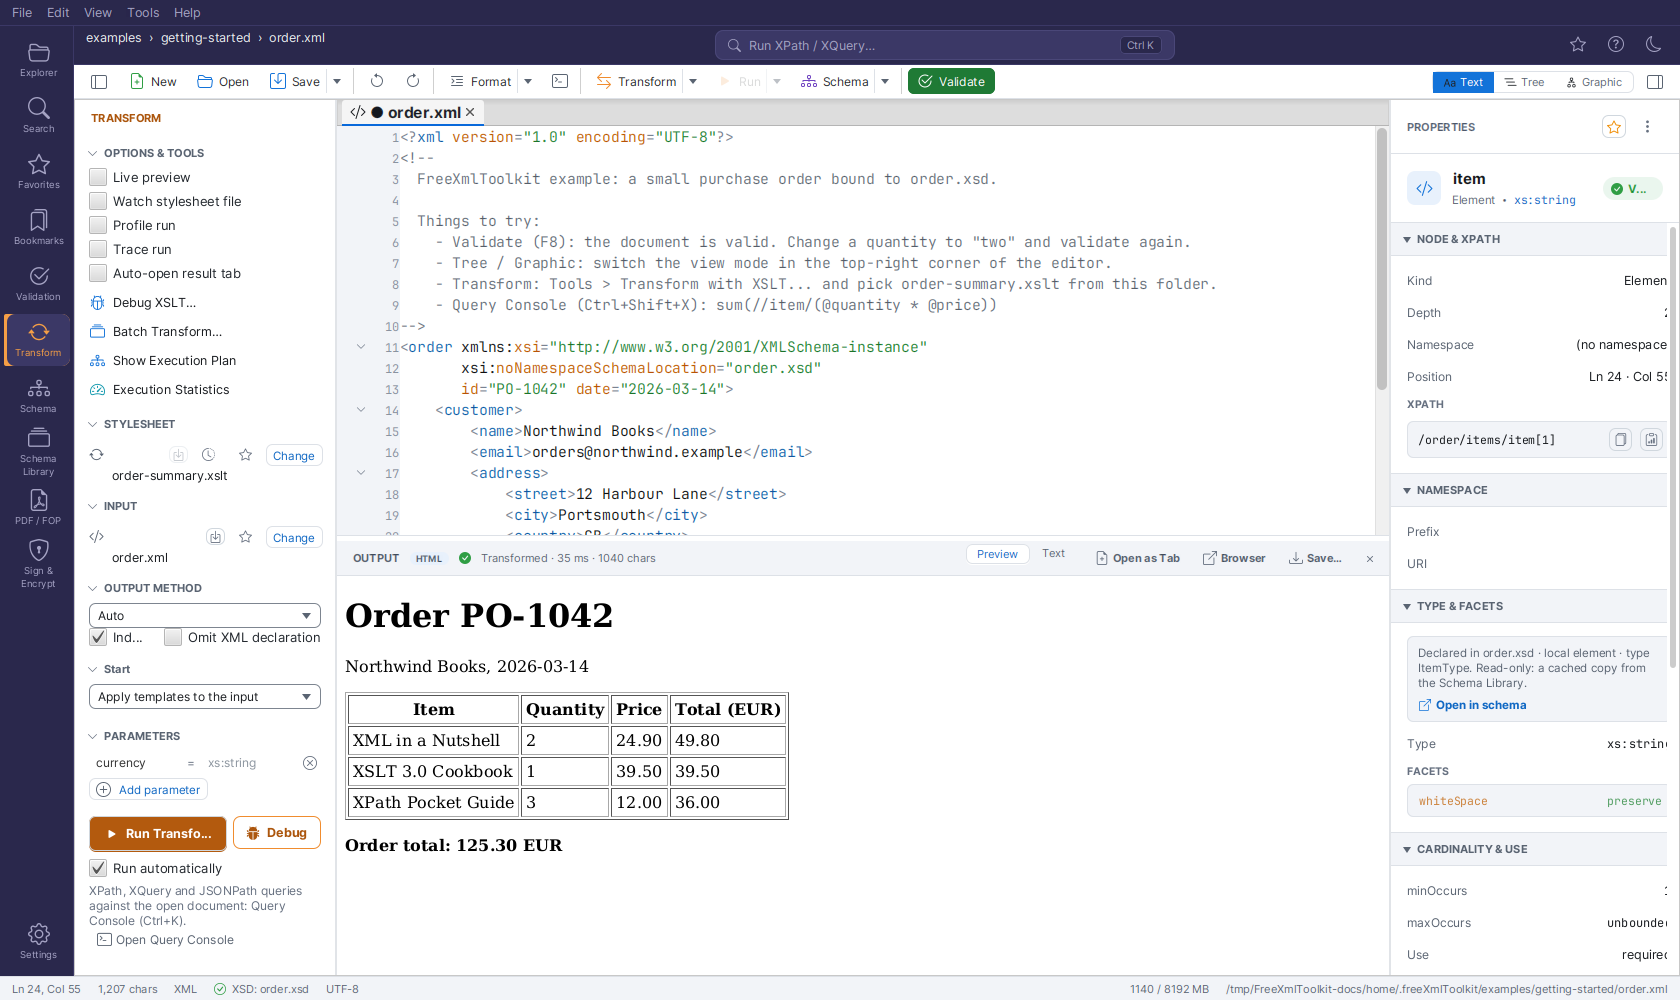 File Edit View Tools Help
examples › getting-started › order.xml
Run XPath / XQuery... Ctrl K
New Open Save Format Transform Run Schema Validate
Aa Text Tree Graphic
Explorer
Search
Favorites
Bookmarks
Validation
Transform
Schema
Schema
Library
PDF / FOP
Sign &
Encrypt
Settings
TRANSFORM
OPTIONS & TOOLS
Live preview
Watch stylesheet file
Profile run
Trace run
Auto-open result tab
Debug XSLT...
Batch Transform...
Show Execution Plan
Execution Statistics
STYLESHEET
Change
order-summary.xslt
INPUT
Change
order.xml
OUTPUT METHOD
Auto
Ind... Omit XML declaration
Start
Apply templates to the input
PARAMETERS
currency = xs:string
Add parameter
Run Transfo... Debug
Run automatically
XPath, XQuery and JSONPath queries
against the open document: Query
Console (Ctrl+K).
Open Query Console
</> ● order.xml ×
1 <?xml version="1.0" encoding="UTF-8"?>
2 <!--
3 FreeXmlToolkit example: a small purchase order bound to order.xsd.
4
5 Things to try:
6 - Validate (F8): the document is valid. Change a quantity to "two" and validate again.
7 - Tree / Graphic: switch the view mode in the top-right corner of the editor.
8 - Transform: Tools > Transform with XSLT... and pick order-summary.xslt from this folder.
9 - Query Console (Ctrl+Shift+X): sum(//item/(@quantity * @price))
10 -->
11 <order xmlns:xsi="http://www.w3.org/2001/XMLSchema-instance"
12 xsi:noNamespaceSchemaLocation="order.xsd"
13 id="PO-1042" date="2026-03-14">
14 <customer>
15 <name>Northwind Books</name>
16 <email>orders@northwind.example</email>
17 <address>
18 <street>12 Harbour Lane</street>
19 <city>Portsmouth</city>
20 <country>GB</country>
OUTPUT HTML Transformed · 35 ms · 1040 chars Preview Text Open as Tab Browser Save... ×
Order PO-1042
Northwind Books, 2026-03-14
Item Quantity Price Total (EUR)
XML in a Nutshell 2 24.90 49.80
XSLT 3.0 Cookbook 1 39.50 39.50
XPath Pocket Guide 3 12.00 36.00
Order total: 125.30 EUR
PROPERTIES
item
Element • xs:string
V...
NODE & XPATH
Kind Elemen
Depth 2
Namespace (no namespace
Position Ln 24 · Col 55
XPATH
/order/items/item[1]
NAMESPACE
Prefix
URI
TYPE & FACETS
Declared in order.xsd · local element · type
ItemType. Read-only: a cached copy from
the Schema Library.
Open in schema
Type xs:string
FACETS
whiteSpace preserve
CARDINALITY & USE
minOccurs 1
maxOccurs unbounded
Use required
Ln 24, Col 55 1,207 chars XML XSD: order.xsd UTF-8
1140 / 8192 MB /tmp/FreeXmlToolkit-docs/home/.freeXmlToolkit/examples/getting-started/order.xml